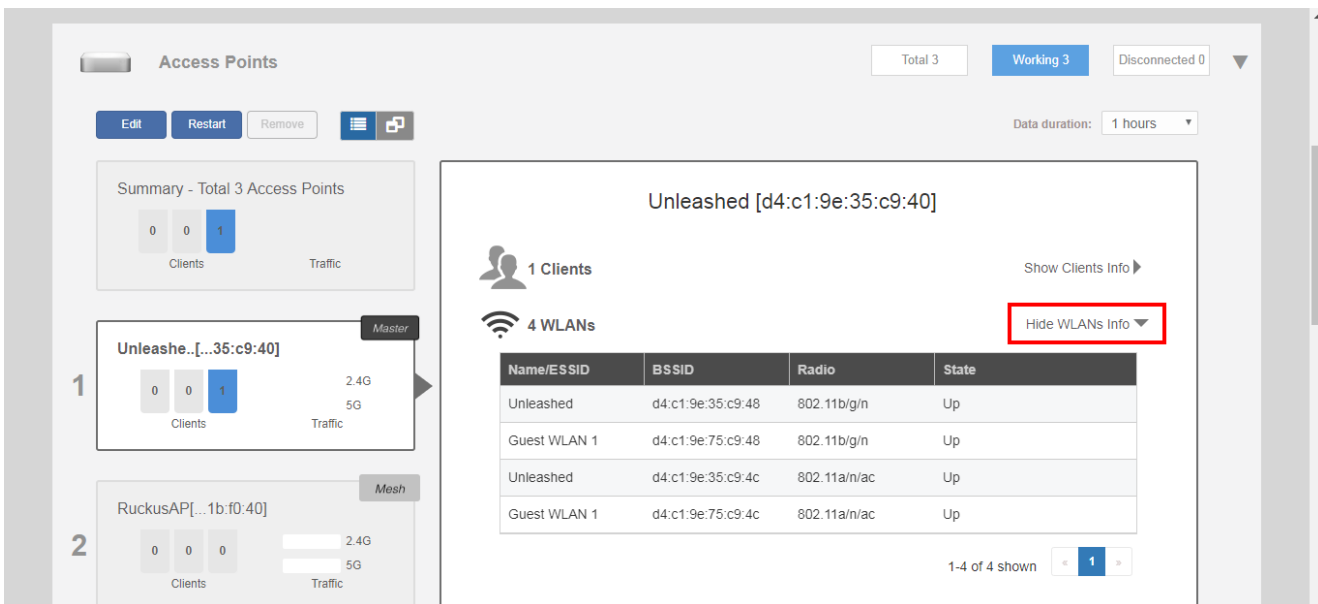 Access Points
Total 3
Working 3
Disconnected 0
Edit
Restart
Remove
Data duration:
1 hours
Summary - Total 3 Access Points
0 0 1
Clients
Traffic
1
Master
Unleashe..[...35:c9:40]
0 0 1
2.4G
5G
Clients
Traffic
2
Mesh
RuckusAP[...1b:f0:40]
0 0 0
2.4G
5G
Clients
Traffic
Unleashed [d4:c1:9e:35:c9:40]
1 Clients
Show Clients Info
4 WLANs
Hide WLANs Info
Name/ESSID BSSID Radio State
Unleashed d4:c1:9e:35:c9:48 802.11b/g/n Up
Guest WLAN 1 d4:c1:9e:75:c9:48 802.11b/g/n Up
Unleashed d4:c1:9e:35:c9:4c 802.11a/n/ac Up
Guest WLAN 1 d4:c1:9e:75:c9:4c 802.11a/n/ac Up
1-4 of 4 shown « 1 »